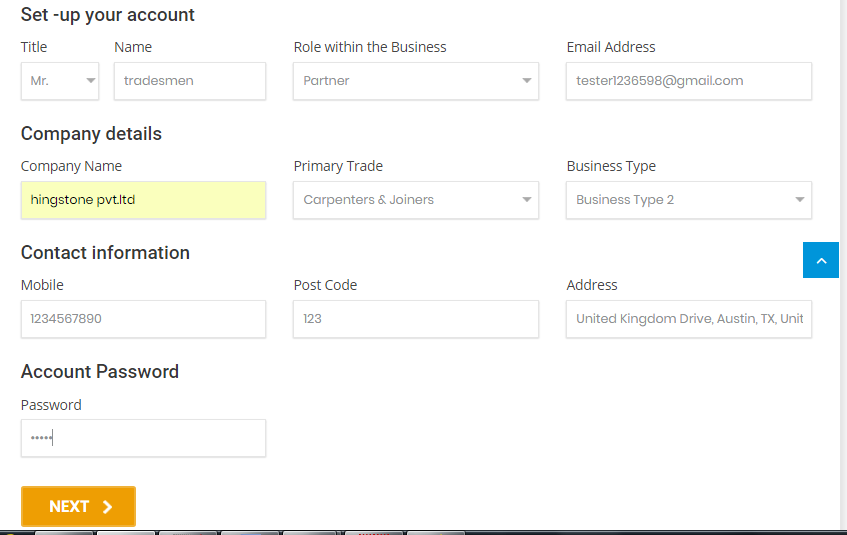 Set -up your account
Title Name Role within the Business Email Address
Mr. tradesmen Partner tester1236598@gmail.com
Company details
Company Name Primary Trade Business Type
hingstone pvt.ltd Carpenters & Joiners Business Type 2
Contact information
Mobile Post Code Address
1234567890 123 United Kingdom Drive, Austin, TX, Unit
Account Password
Password
•••••
NEXT